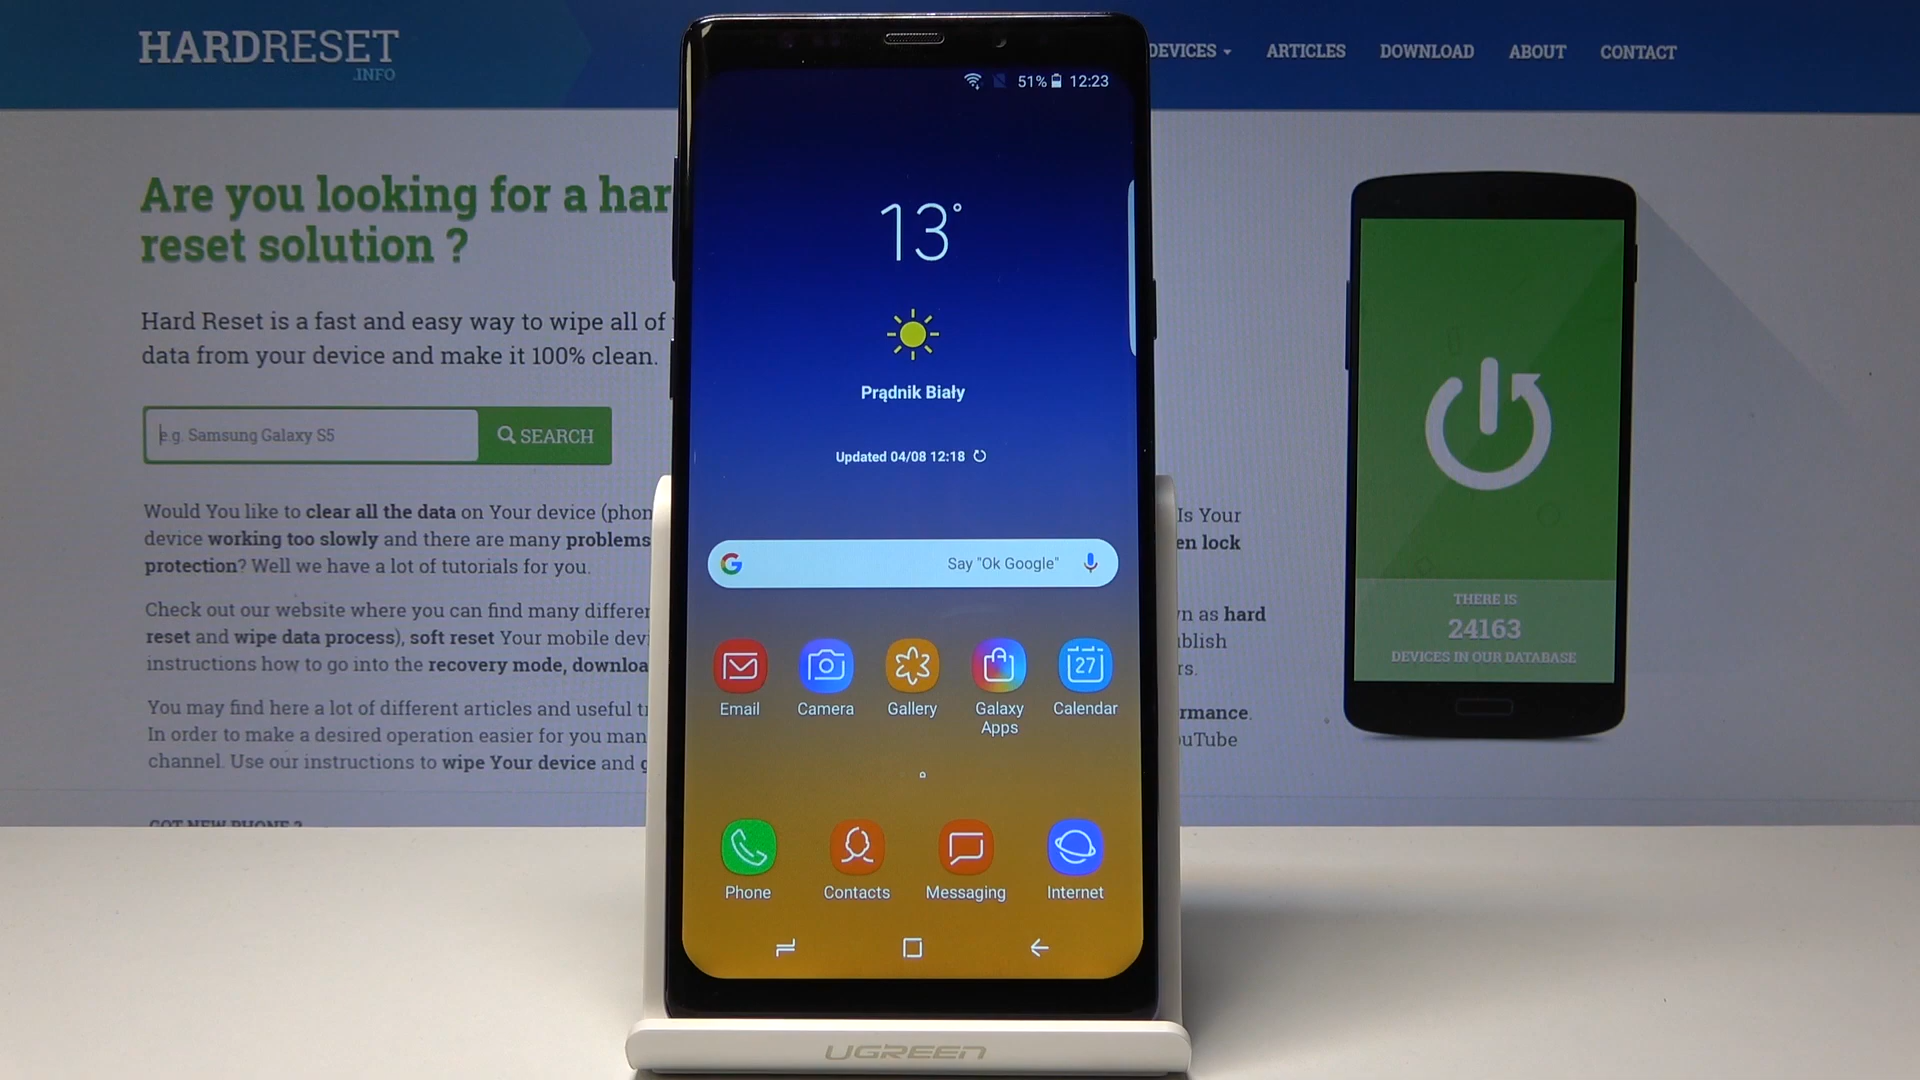 HARDRESET
.INFO
DEVICES
ARTICLES
DOWNLOAD
ABOUT
CONTACT
Are you looking for a har
reset solution ?
Hard Reset is a fast and easy way to wipe all of
data from your device and make it 100% clean.
e.g. Samsung Galaxy S5
SEARCH
Would You like to clear all the data on Your device (phon
device working too slowly and there are many problems
protection? Well we have a lot of tutorials for you.
Check out our website where you can find many differen
reset and wipe data process), soft reset Your mobile devi
instructions how to go into the recovery mode, downloa
You may find here a lot of different articles and useful t
In order to make a desired operation easier for you man
channel. Use our instructions to wipe Your device and g
GOT NEW PHONE ?
51% 12:23
13°
Prądnik Biały
Updated 04/08 12:18
G
Say "Ok Google"
27
Email
Camera
Gallery
Galaxy
Apps
Calendar
Phone
Contacts
Messaging
Internet
UGREEN
Is Your
en lock
n as hard
blish
rs.
rmance.
uTube
THERE IS
24163
DEVICES IN OUR DATABASE